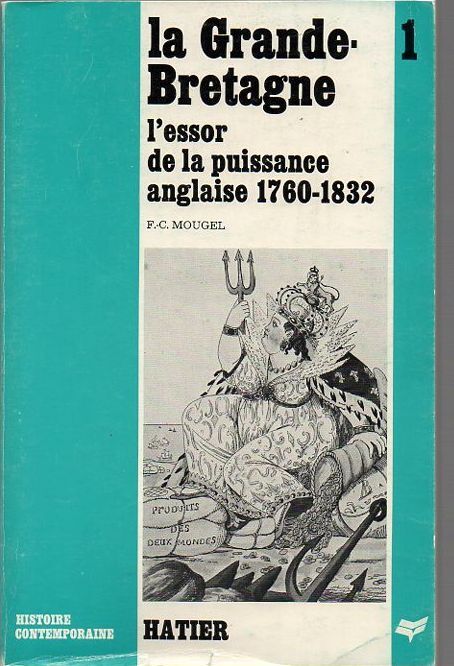 la Grande-
Bretagne
1
l'essor
de la puissance
anglaise 1760-1832
F.-C. MOUGEL
PRODUITS
DES
DEUX MONDES!!!
HISTOIRE
CONTEMPORAINE
HATIER